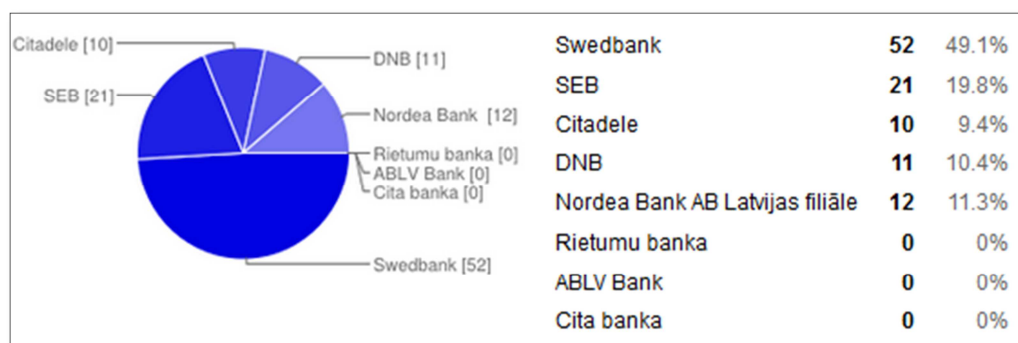 Citadele [10]
DNB [11]
SEB [21]
Nordea Bank [12]
Rietumu banka [0]
ABLV Bank [0]
Cita banka [0]
Swedbank [52]
Swedbank 52 49.1%
SEB 21 19.8%
Citadele 10 9.4%
DNB 11 10.4%
Nordea Bank AB Latvijas filiāle 12 11.3%
Rietumu banka 0 0%
ABLV Bank 0 0%
Cita banka 0 0%